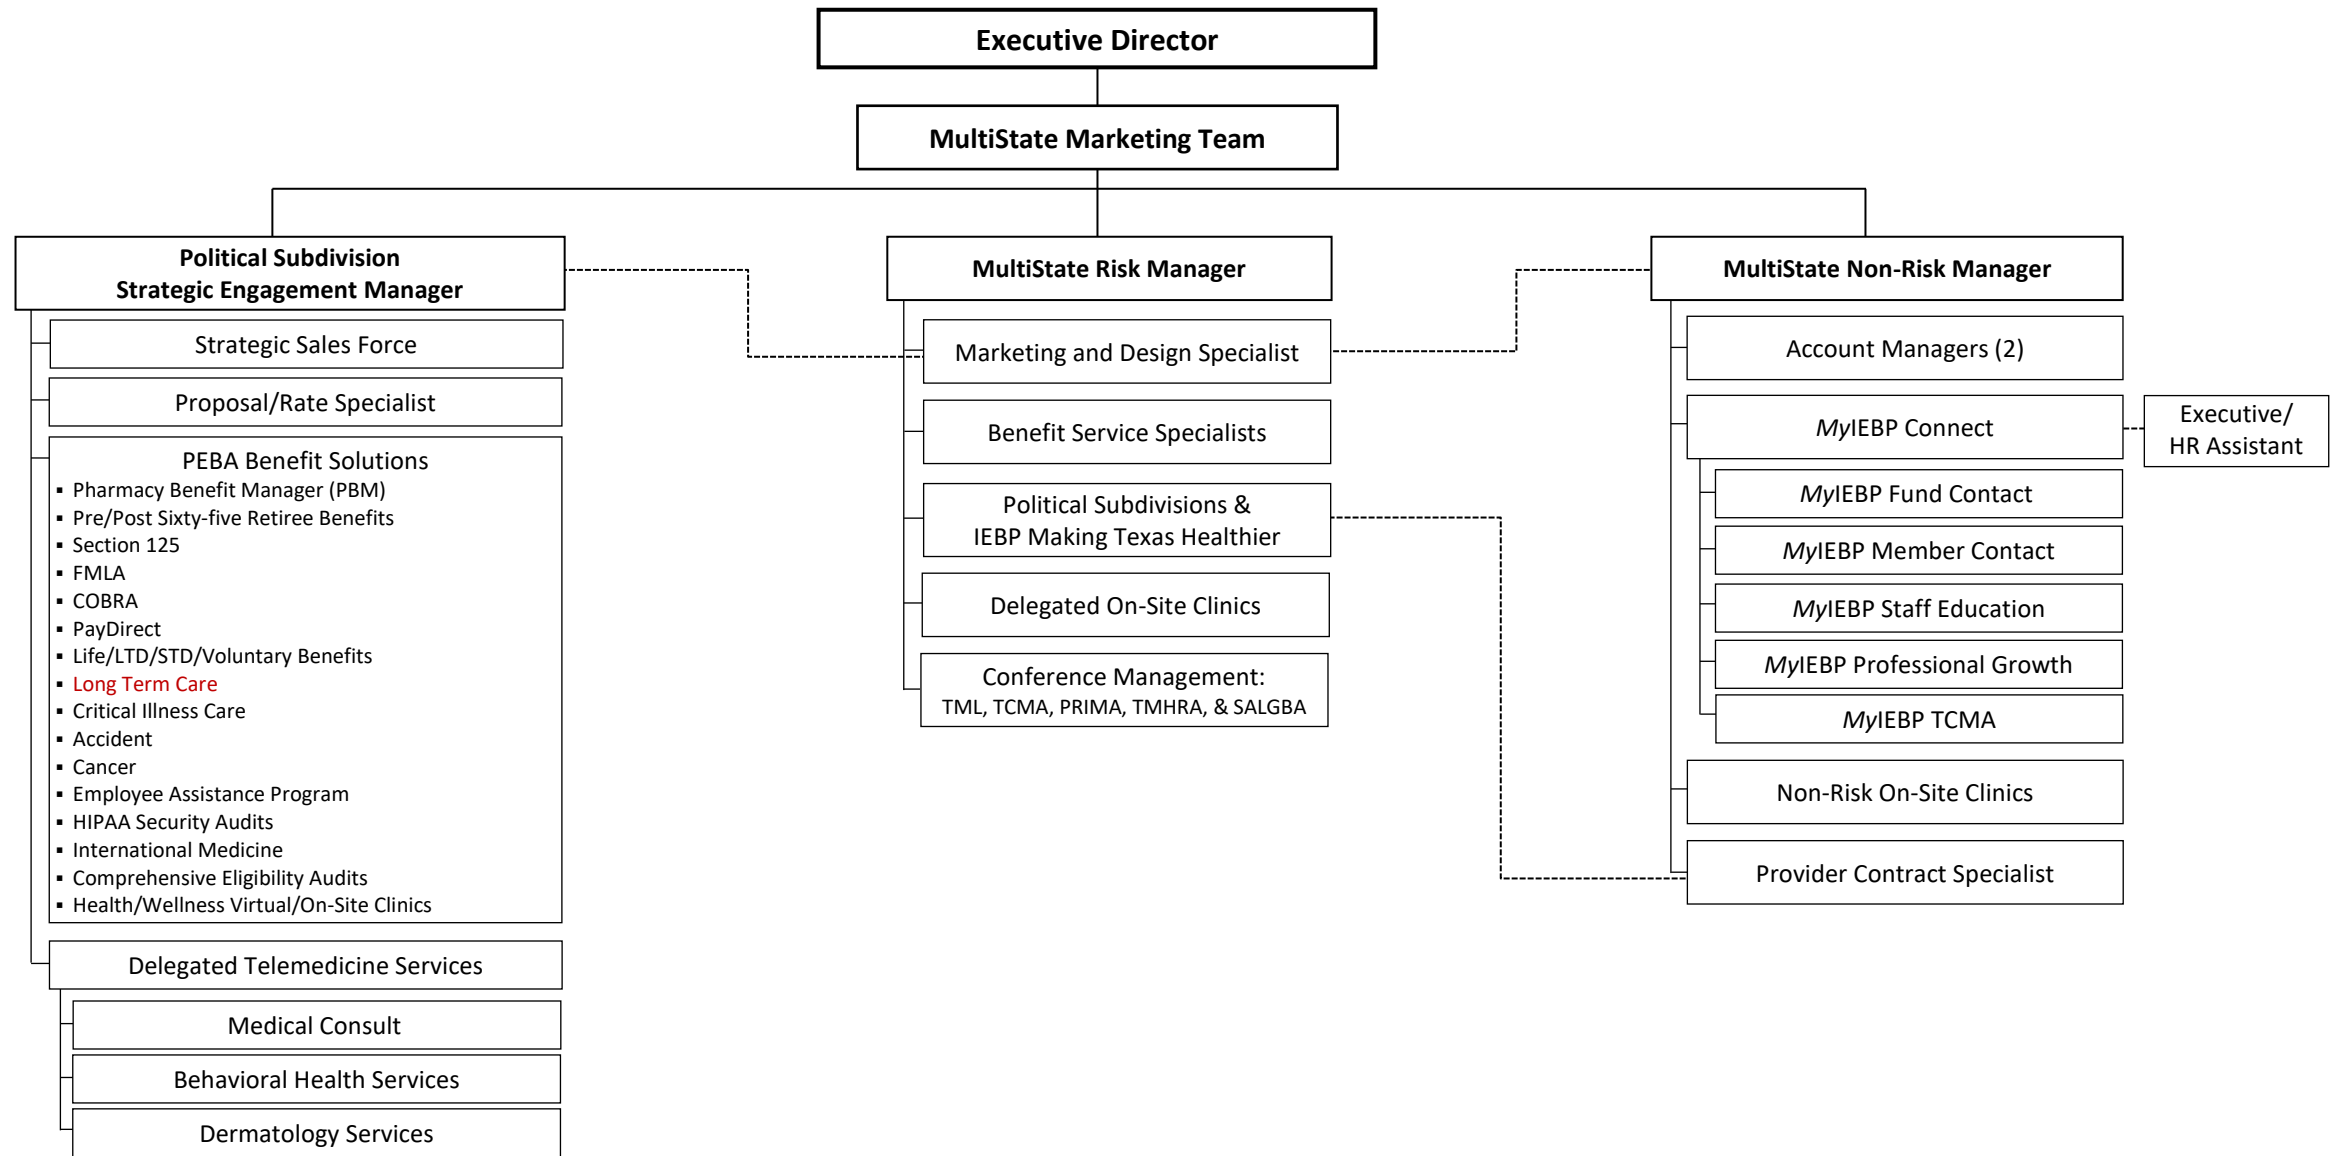 Executive Director
MultiState Marketing Team
Political Subdivision
Strategic Engagement Manager
Strategic Sales Force
Proposal/Rate Specialist
PEBA Benefit Solutions
▪ Pharmacy Benefit Manager (PBM)
▪ Pre/Post Sixty-five Retiree Benefits
▪ Section 125
▪ FMLA
▪ COBRA
▪ PayDirect
▪ Life/LTD/STD/Voluntary Benefits
▪ Long Term Care
▪ Critical Illness Care
▪ Accident
▪ Cancer
▪ Employee Assistance Program
▪ HIPAA Security Audits
▪ International Medicine
▪ Comprehensive Eligibility Audits
▪ Health/Wellness Virtual/On-Site Clinics
Delegated Telemedicine Services
Medical Consult
Behavioral Health Services
Dermatology Services
MultiState Risk Manager
Marketing and Design Specialist
Benefit Service Specialists
Political Subdivisions &
IEBP Making Texas Healthier
Delegated On-Site Clinics
Conference Management:
TML, TCMA, PRIMA, TMHRA, & SALGBA
MultiState Non-Risk Manager
Account Managers (2)
MyIEBP Connect
Executive/
HR Assistant
MyIEBP Fund Contact
MyIEBP Member Contact
MyIEBP Staff Education
MyIEBP Professional Growth
MyIEBP TCMA
Non-Risk On-Site Clinics
Provider Contract Specialist